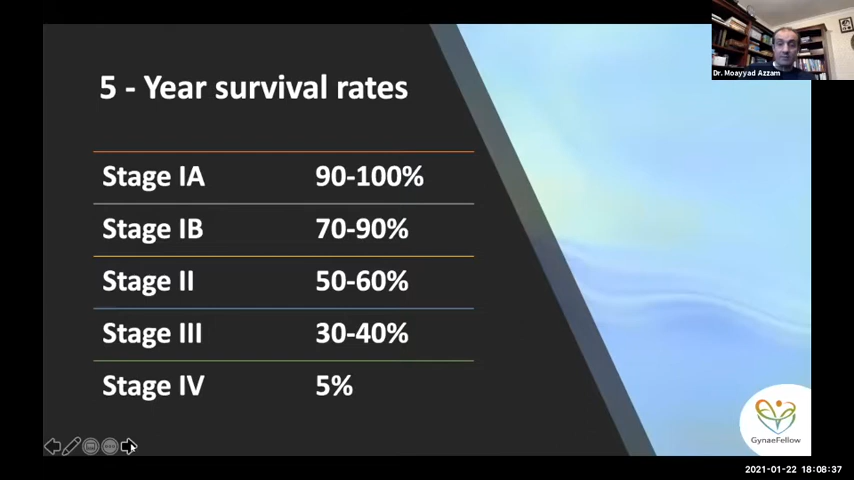 Dr. Moayyad Azzam
5 - Year survival rates
Stage IA 90-100%
Stage IB 70-90%
Stage II 50-60%
Stage III 30-40%
Stage IV 5%
GynaeFellow
2021-01-22 18:08:37